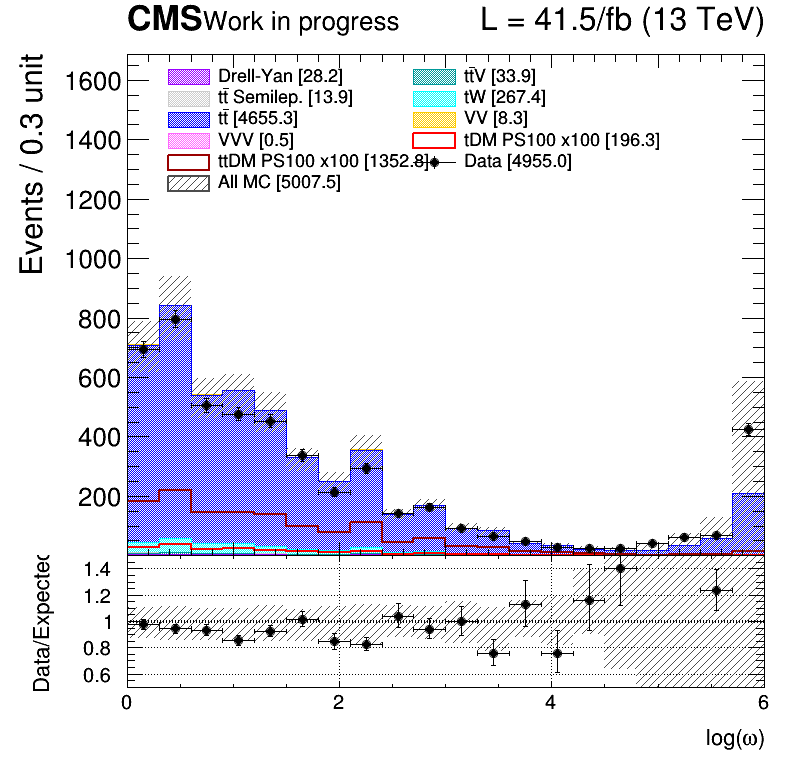 CMS Work in progress L = 41.5/fb (13 TeV)
Events / 0.3 unit
1600
1400
1200
1000
800
600
400
200
Drell-Yan [28.2] tt̄V [33.9]
tt̄ Semilep. [13.9] tW [267.4]
tt̄ [4655.3] VV [8.3]
VVV [0.5] tDM PS100 x100 [196.3]
ttDM PS100 x100 [1352.8] Data [4955.0]
All MC [5007.5]
Data/Expected
1.4
1.2
1
0.8
0.6
0 2 4 6
log(ω)